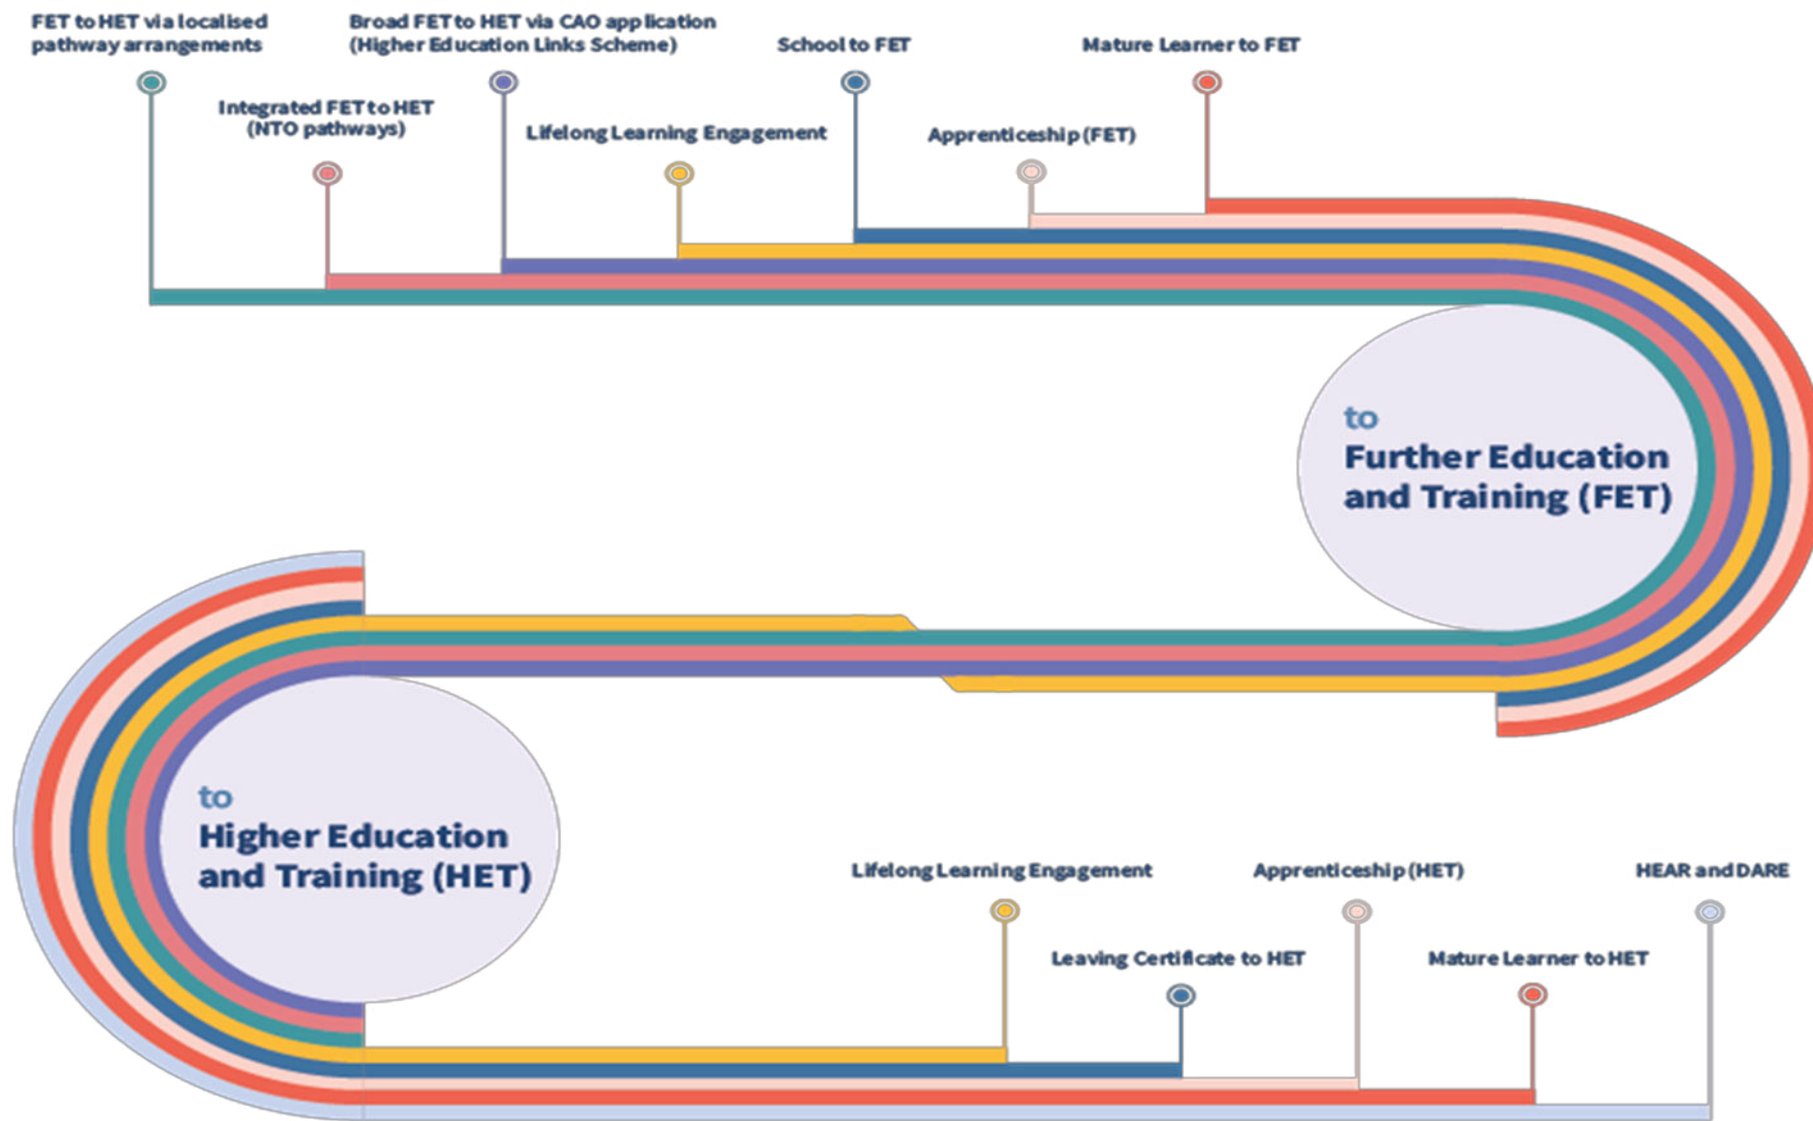 FET to HET via localised
pathway arrangements
Broad FET to HET via CAO application
(Higher Education Links Scheme)
School to FET
Mature Learner to FET
Integrated FET to HET
(NTO pathways)
Lifelong Learning Engagement
Apprenticeship (FET)
to
Further Education
and Training (FET)
to
Higher Education
and Training (HET)
Lifelong Learning Engagement
Apprenticeship (HET)
HEAR and DARE
Leaving Certificate to HET
Mature Learner to HET